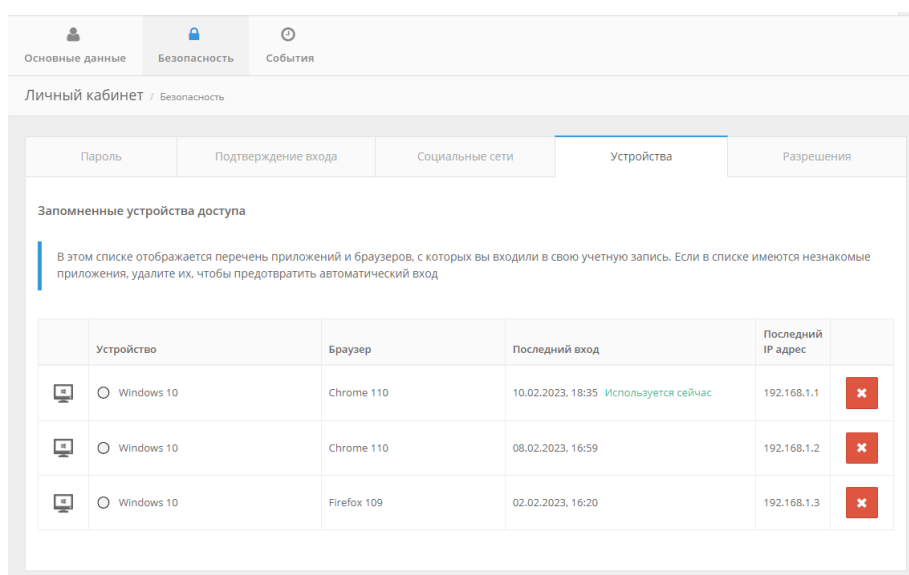 Основные данные
Безопасность
События
Личный кабинет / Безопасность
Пароль
Подтверждение входа
Социальные сети
Устройства
Разрешения
Запомненные устройства доступа
В этом списке отображается перечень приложений и браузеров, с которых вы входили в свою учетную запись. Если в списке имеются незнакомые
приложения, удалите их, чтобы предотвратить автоматический вход
Устройство
Браузер
Последний вход
Последний
IP адрес
Windows 10
Chrome 110
10.02.2023, 18:35 Используется сейчас
192.168.1.1
Windows 10
Chrome 110
08.02.2023, 16:59
192.168.1.2
Windows 10
Firefox 109
02.02.2023, 16:20
192.168.1.3